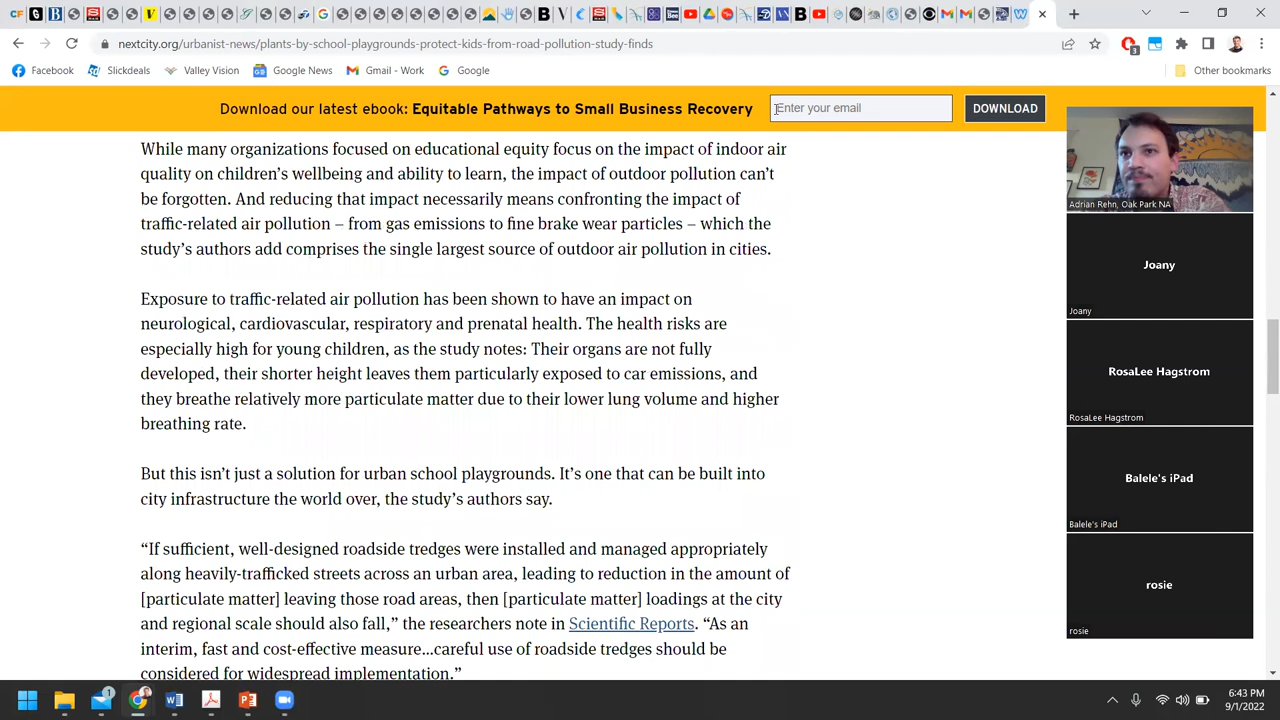 nextcity.org/urbanist-news/plants-by-school-playgrounds-protect-kids-from-road-pollution-study-finds
3
Facebook
Slickdeals
Valley Vision
Google News
Gmail - Work
Google
Other bookmarks
Download our latest ebook: Equitable Pathways to Small Business Recovery
Enter your email
DOWNLOAD
While many organizations focused on educational equity focus on the impact of indoor air
quality on children’s wellbeing and ability to learn, the impact of outdoor pollution can’t
be forgotten. And reducing that impact necessarily means confronting the impact of
traffic-related air pollution – from gas emissions to fine brake wear particles – which the
study’s authors add comprises the single largest source of outdoor air pollution in cities.
Exposure to traffic-related air pollution has been shown to have an impact on
neurological, cardiovascular, respiratory and prenatal health. The health risks are
especially high for young children, as the study notes: Their organs are not fully
developed, their shorter height leaves them particularly exposed to car emissions, and
they breathe relatively more particulate matter due to their lower lung volume and higher
breathing rate.
But this isn’t just a solution for urban school playgrounds. It’s one that can be built into
city infrastructure the world over, the study’s authors say.
“If sufficient, well-designed roadside tredges were installed and managed appropriately
along heavily-trafficked streets across an urban area, leading to reduction in the amount of
[particulate matter] leaving those road areas, then [particulate matter] loadings at the city
and regional scale should also fall,” the researchers note in Scientific Reports. “As an
interim, fast and cost-effective measure…careful use of roadside tredges should be
considered for widespread implementation.”
Adrian Rehn, Oak Park NA
Joany
Joany
RosaLee Hagstrom
RosaLee Hagstrom
Balele's iPad
Balele's iPad
rosie
rosie
1
6:43 PM
9/1/2022